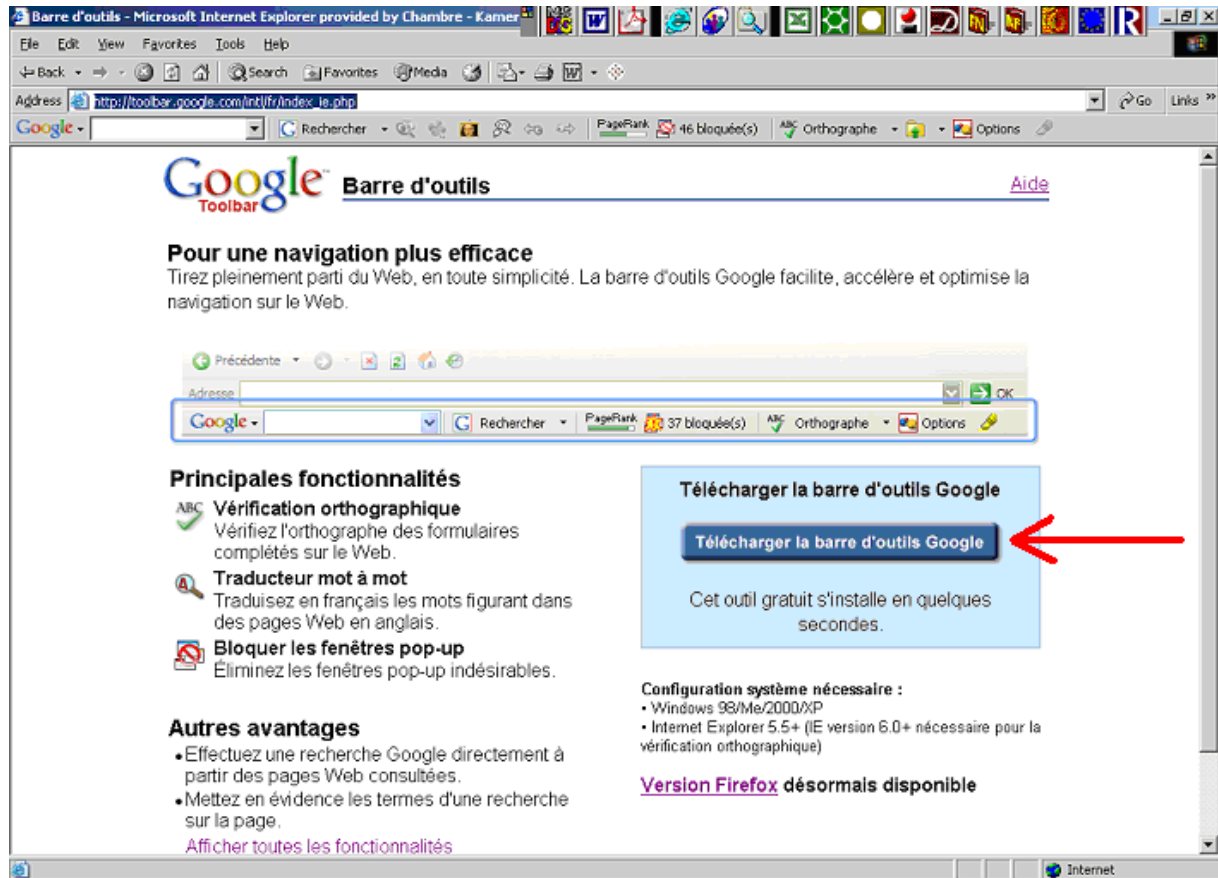 Barre d'outils - Microsoft Internet Explorer provided by Chambre - Kamer
File Edit View Favorites Tools Help
Back Search Favorites Media
Address http://toolbar.google.com/intl/fr/index_ie.php Go Links »
Google Rechercher PageRank 46 bloquée(s) ABC Orthographe Options
Google™ Toolbar Barre d'outils Aide
Pour une navigation plus efficace
Tirez pleinement parti du Web, en toute simplicité. La barre d'outils Google facilite, accélère et optimise la
navigation sur le Web.
Précédente
Adresse OK
Google G Rechercher PageRank 37 bloquée(s) ABC Orthographe Options
Principales fonctionnalités
ABC Vérification orthographique
Vérifiez l'orthographe des formulaires
complétés sur le Web.
Traducteur mot à mot
Traduisez en français les mots figurant dans
des pages Web en anglais.
Bloquer les fenêtres pop-up
Éliminez les fenêtres pop-up indésirables.
Autres avantages
•Effectuez une recherche Google directement à
partir des pages Web consultées.
•Mettez en évidence les termes d'une recherche
sur la page.
Afficher toutes les fonctionnalités
Télécharger la barre d'outils Google
Télécharger la barre d'outils Google
Cet outil gratuit s'installe en quelques
secondes.
Configuration système nécessaire :
• Windows 98/Me/2000/XP
• Internet Explorer 5.5+ (IE version 6.0+ nécessaire pour la
vérification orthographique)
Version Firefox désormais disponible
Internet